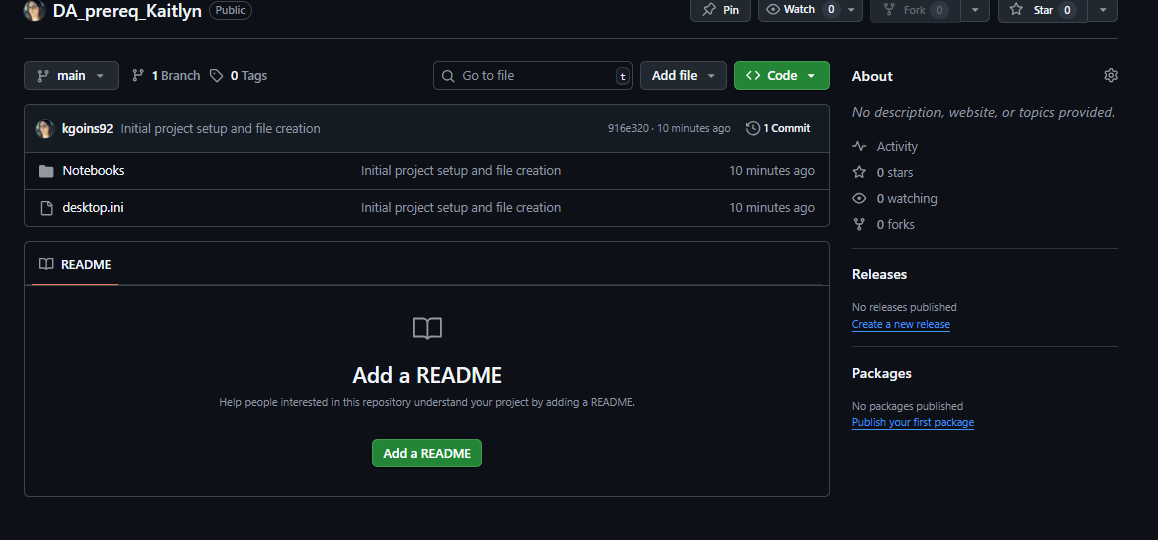 DA_prereq_Kaitlyn Public Pin Watch 0 Fork 0 Star 0
main 1 Branch 0 Tags Go to file t Add file Code
kgoins92 Initial project setup and file creation 916e320 · 10 minutes ago 1 Commit
Notebooks Initial project setup and file creation 10 minutes ago
desktop.ini Initial project setup and file creation 10 minutes ago
README
Add a README
Help people interested in this repository understand your project by adding a README.
Add a README
About
No description, website, or topics provided.
Activity
0 stars
0 watching
0 forks
Releases
No releases published
Create a new release
Packages
No packages published
Publish your first package